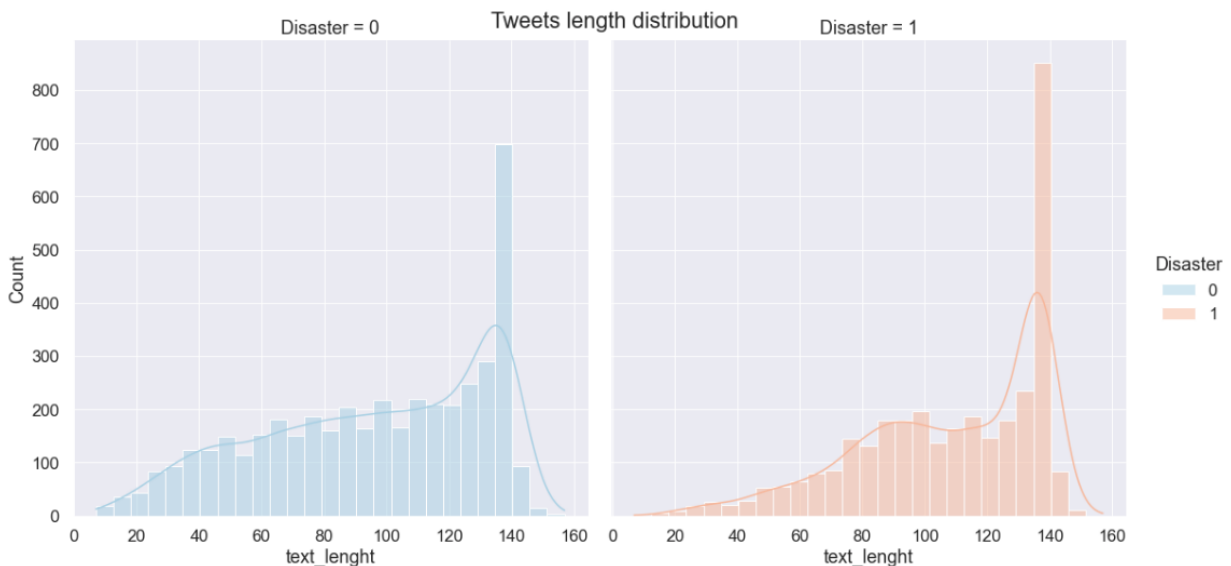 Tweets length distribution
Disaster = 0
Disaster = 1
800
700
600
500
400
300
200
100
0
Count
0 20 40 60 80 100 120 140 160
text_lenght
0 20 40 60 80 100 120 140 160
text_lenght
Disaster
0
1